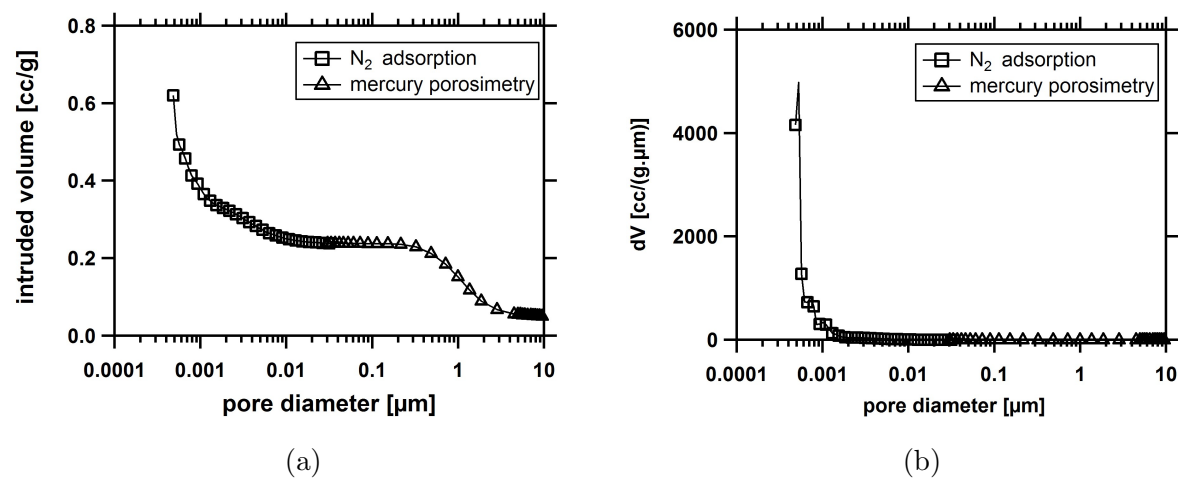 0.8
0.6
0.4
0.2
0.0
intruded volume [cc/g]
N2 adsorption
mercury porosimetry
0.0001 0.001 0.01 0.1 1 10
pore diameter [µm]
(a)
6000
4000
2000
0
dV [cc/(g.µm)]
N2 adsorption
mercury porosimetry
0.0001 0.001 0.01 0.1 1 10
pore diameter [µm]
(b)